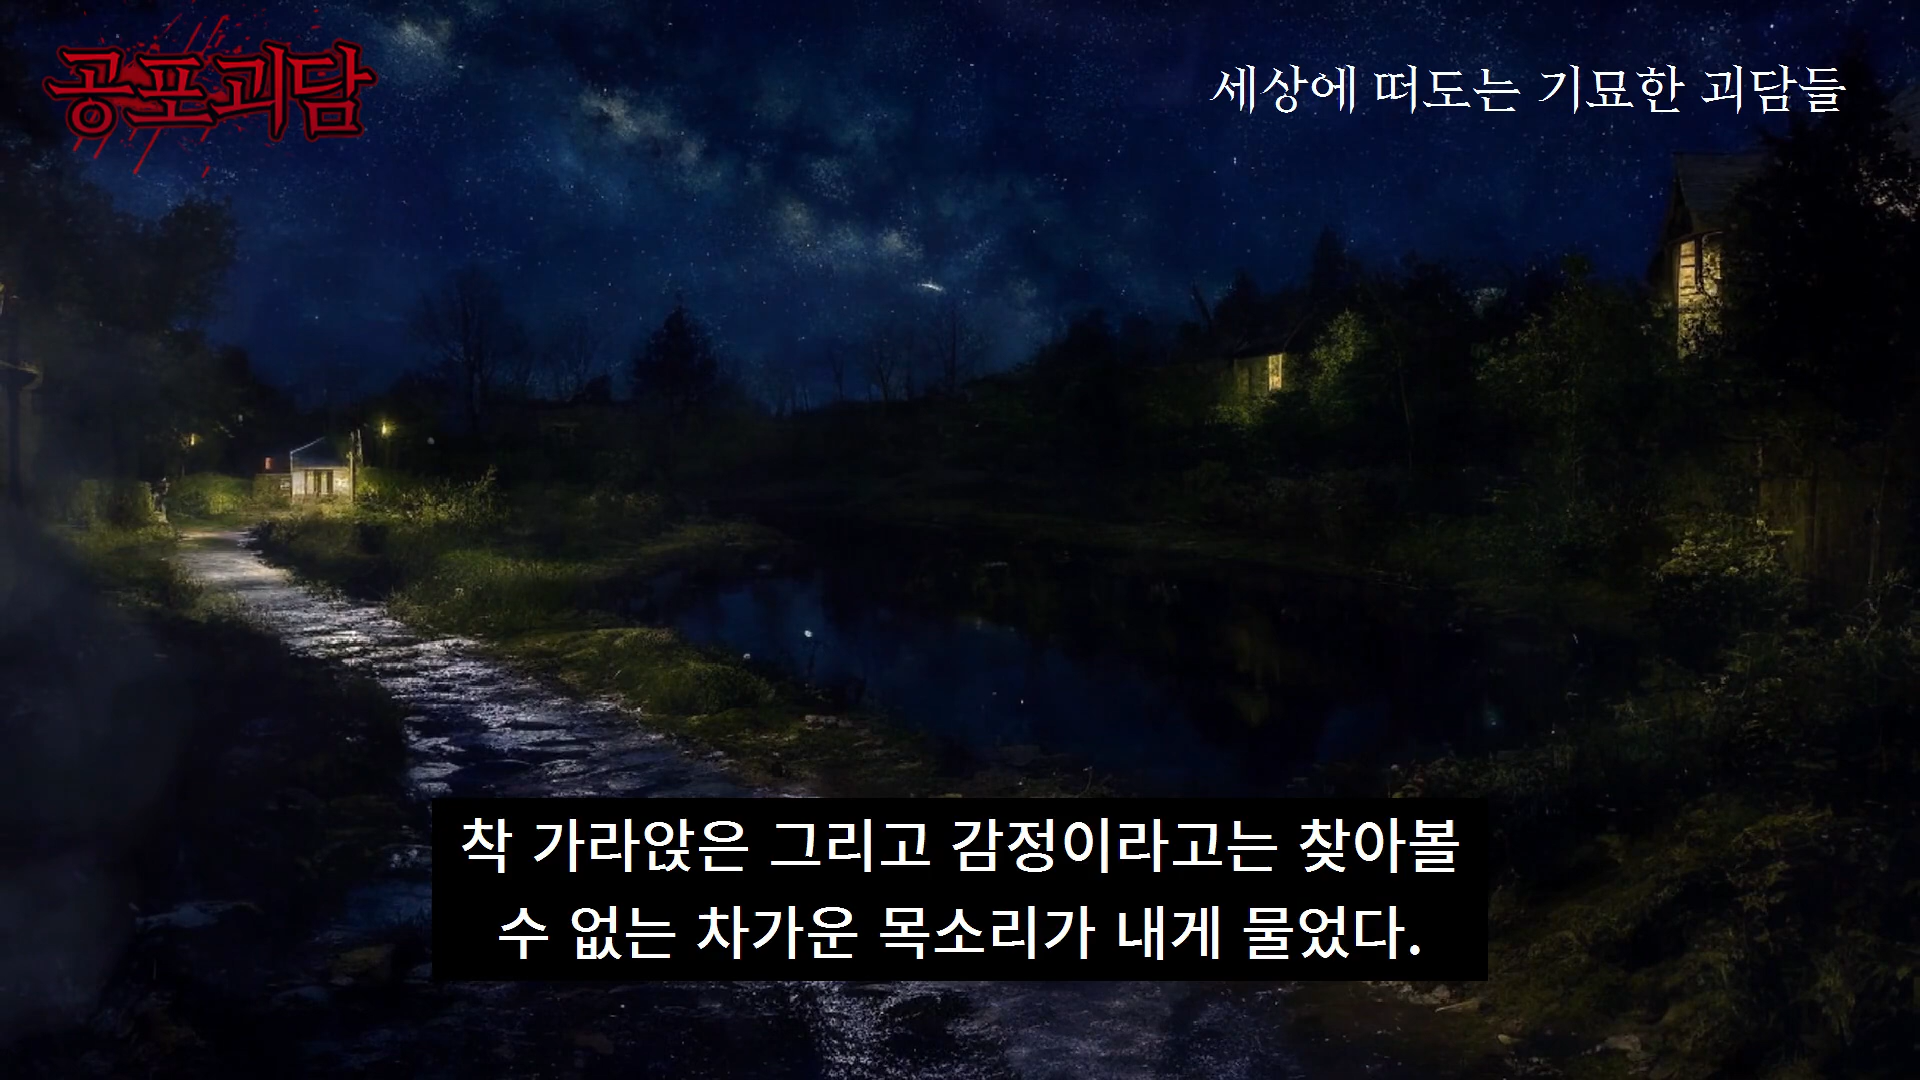 공포괴담
세상에 떠도는 기묘한 괴담들
착 가라앉은 그리고 감정이라고는 찾아볼
수 없는 차가운 목소리가 내게 물었다.